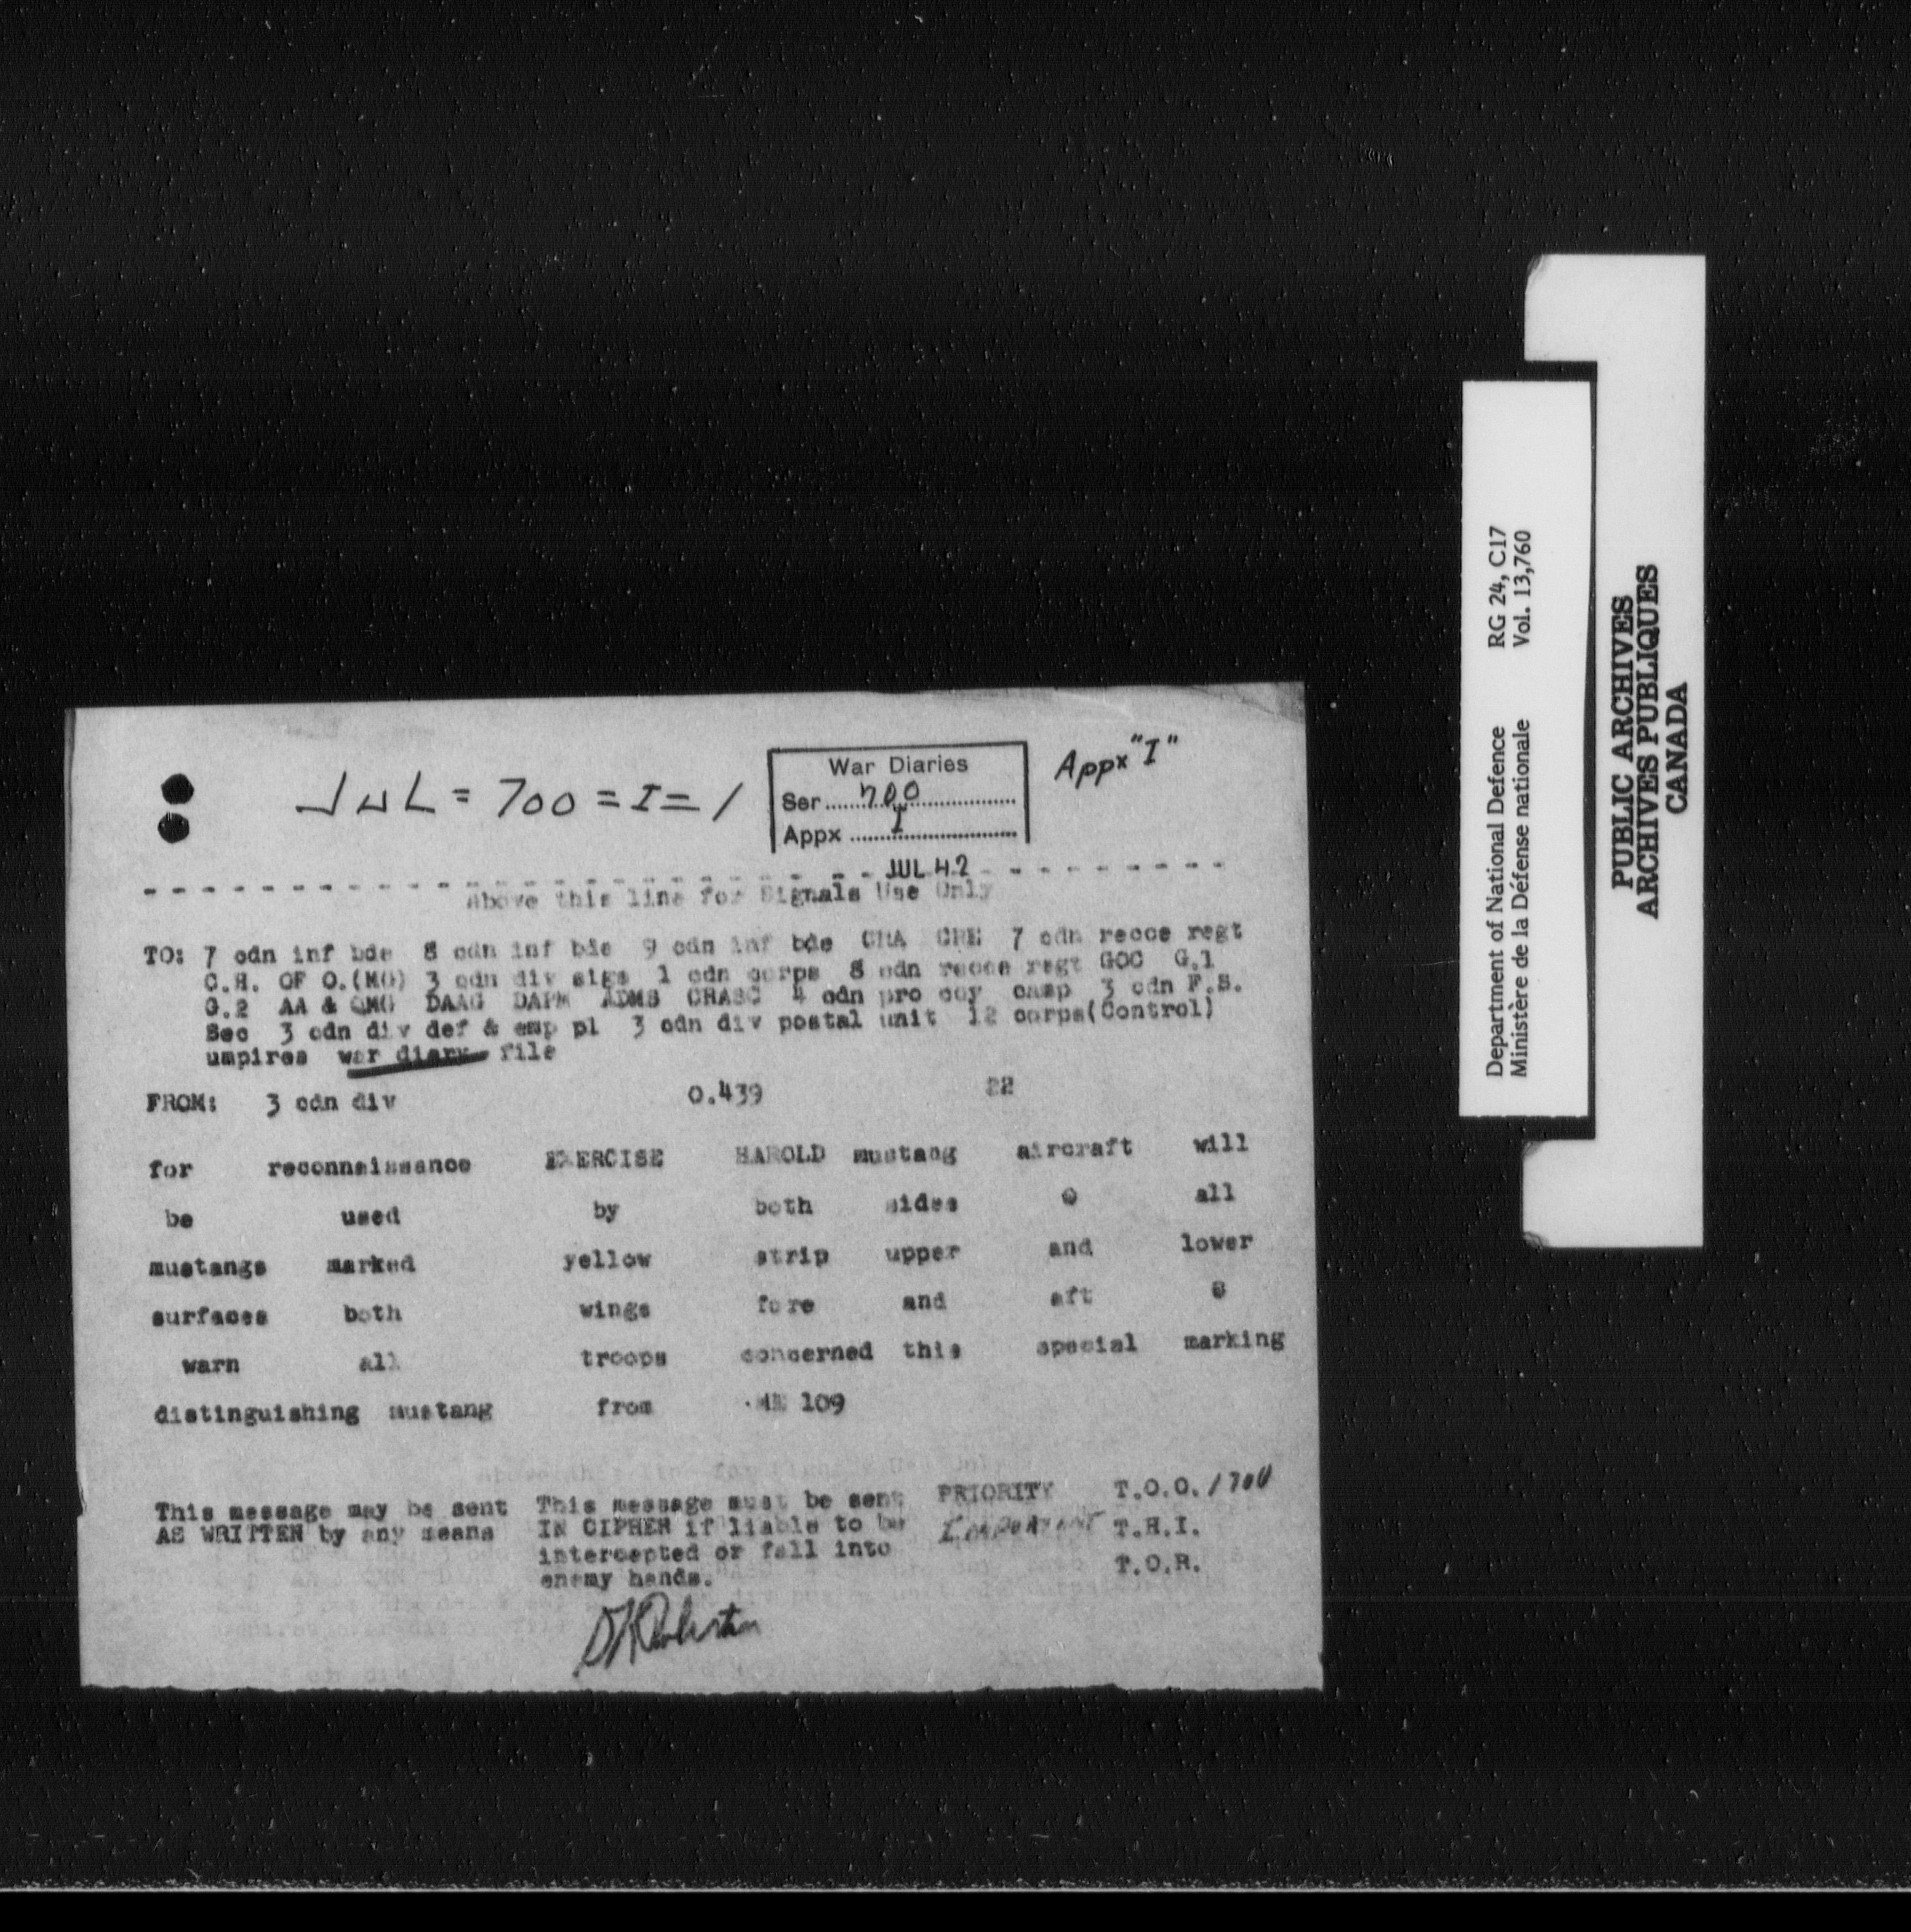 JUL = 700 = I = 1
War Diaries
Ser 700
Appx I
Appx "I"
JUL 42
Above this line for Signals Use Only
TO: 7 cdn inf bde 8 cdn inf bde 9 cdn inf bde CRA CRE 7 cdn recce regt
C.H. OF O.(MG) 3 cdn div sigs 1 cdn corps 8 cdn recce regt GOC G.1
G.2 AA & QMG DAAG DAPM ADMS CRASC 4 cdn pro coy camp 3 cdn F.S.
Sec 3 cdn div def & emp pl 3 cdn div postal unit 12 corps(Control)
umpires war diary file
FROM: 3 cdn div 0.439 22
for reconnaissance EXERCISE HAROLD mustang aircraft will
be used by both sides all
mustangs marked yellow strip upper and lower
surfaces both wings fore and aft
warn all troops concerned this special marking
distinguishing mustang from ME 109
This message may be sent
AS WRITTEN by any means
This message must be sent
IN CIPHER if liable to be
intercepted or fall into
enemy hands.
PRIORITY
Important
T.O.O. 1700
T.H.I.
T.O.R.
Department of National Defence RG 24, C17
Ministère de la Défense nationale Vol. 13,760
PUBLIC ARCHIVES
ARCHIVES PUBLIQUES
CANADA